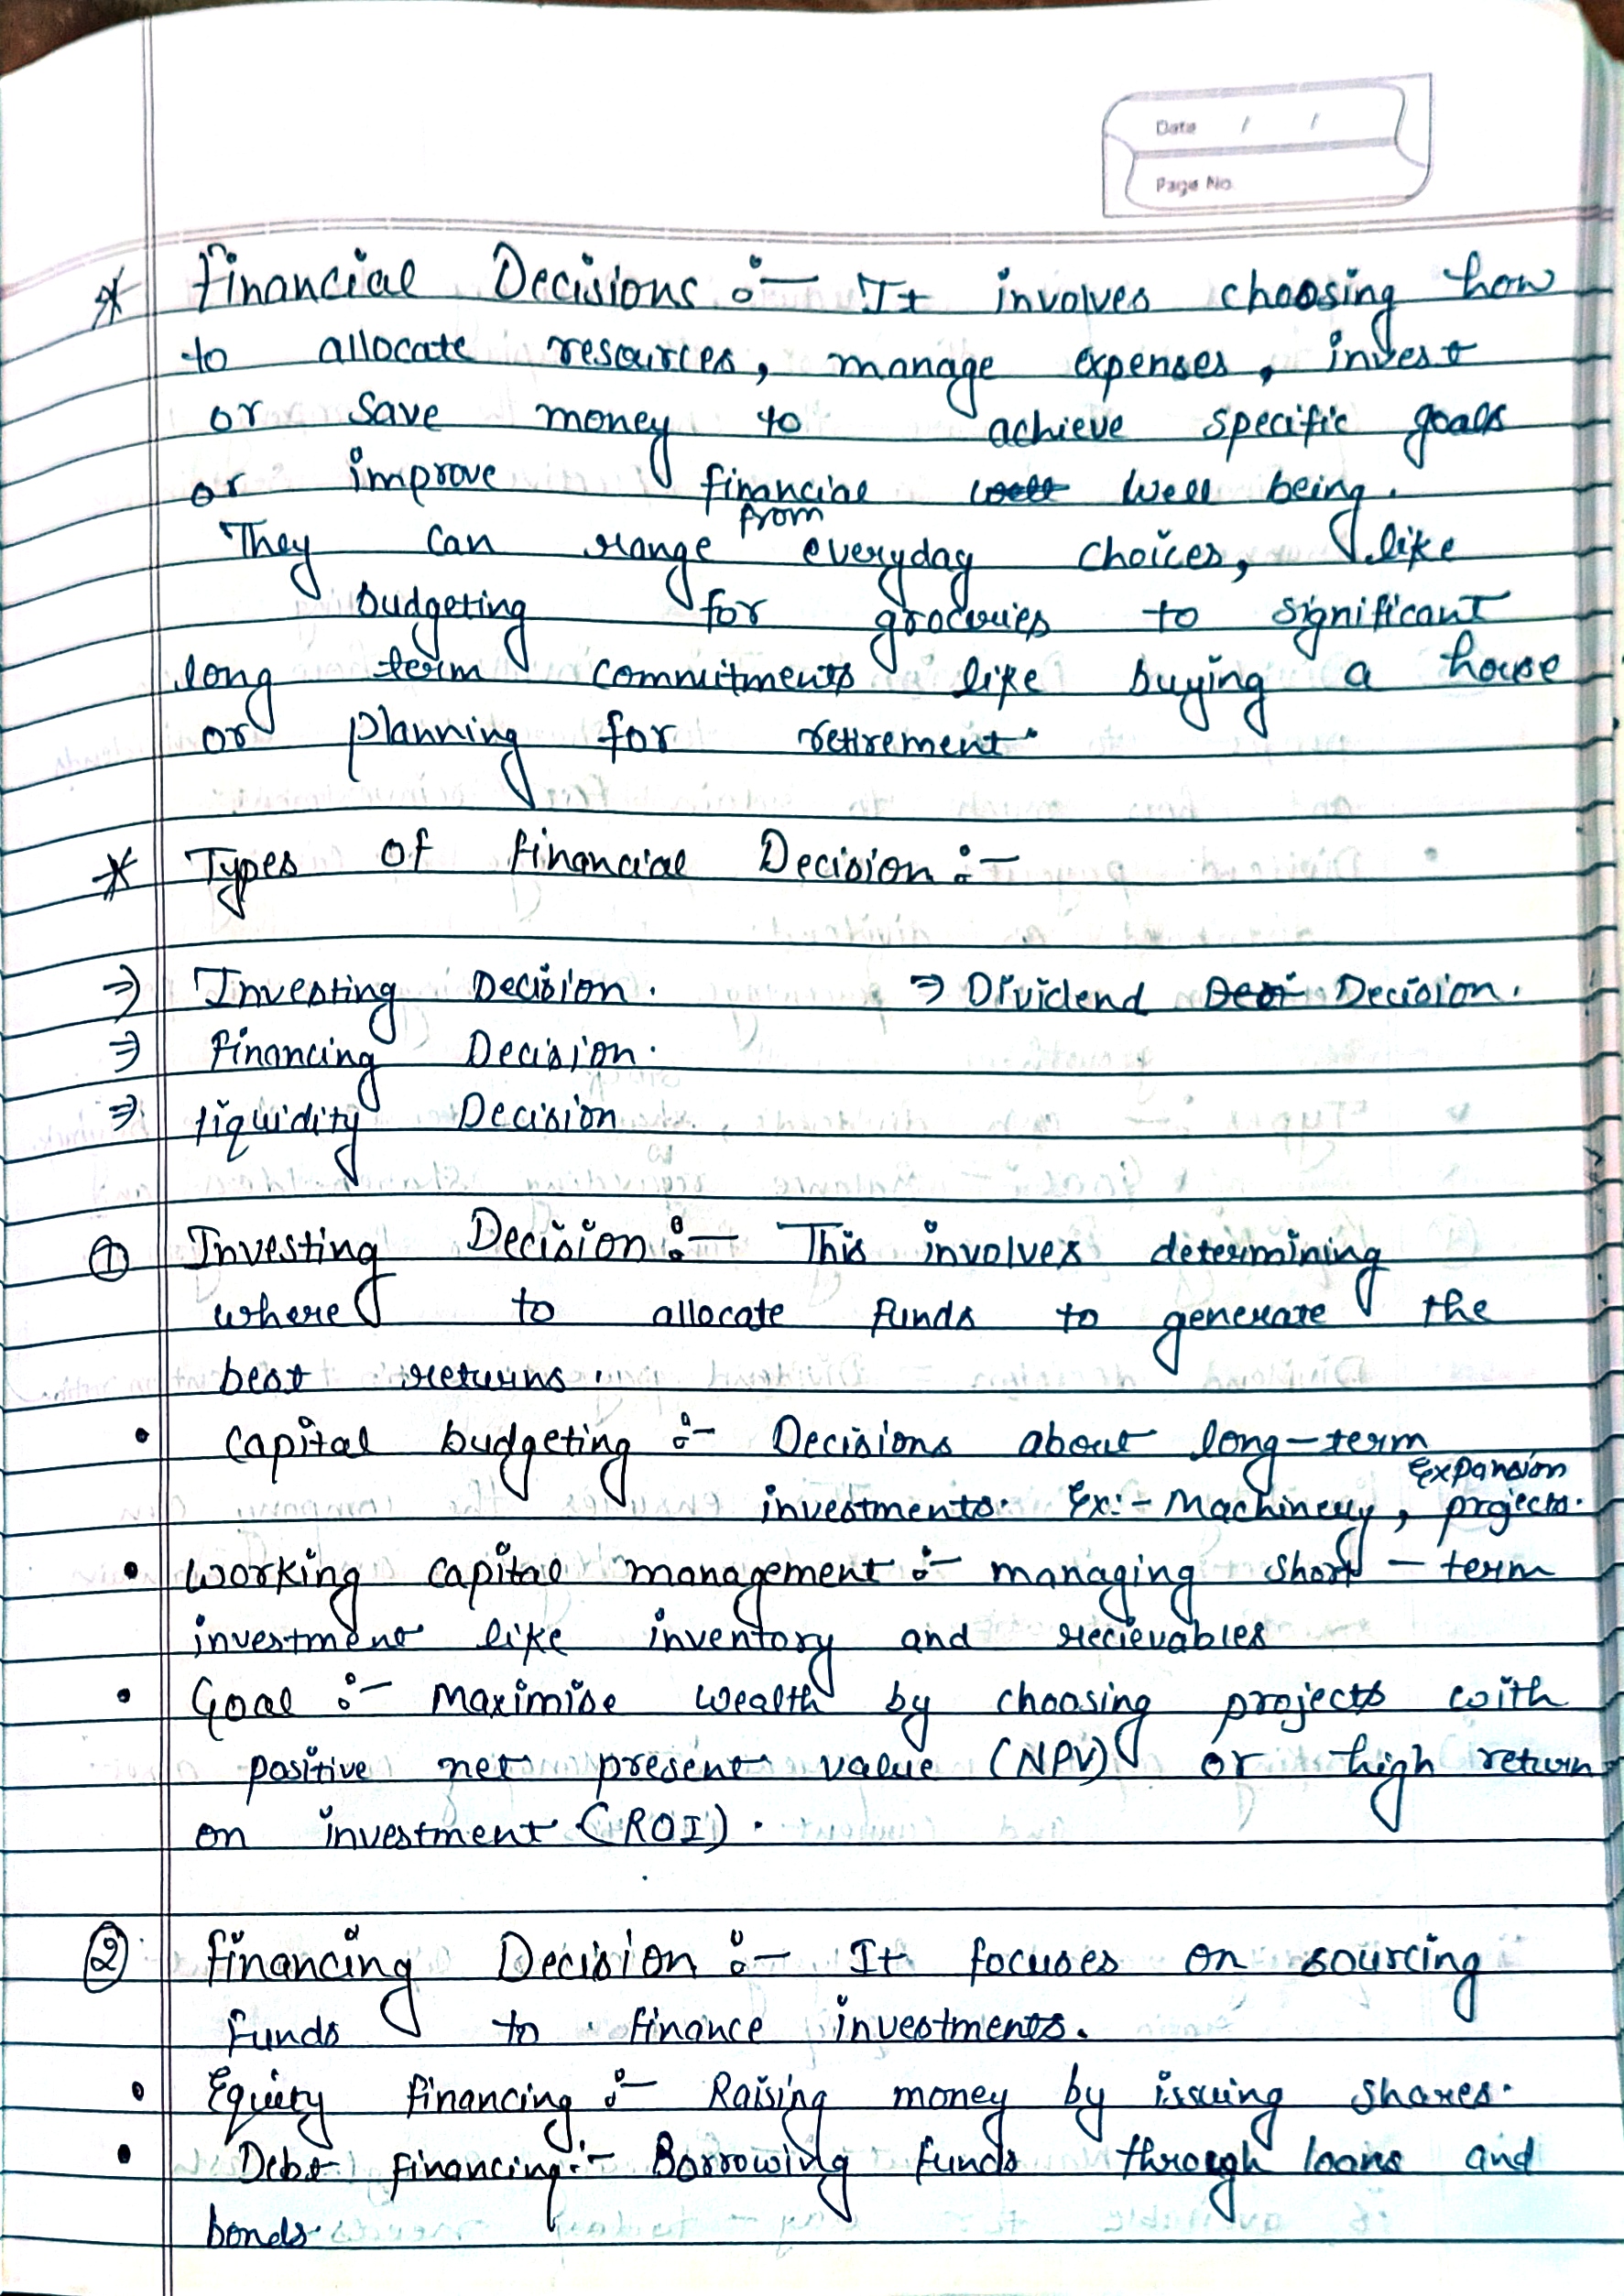 Date / /
Page No.
* Financial Decisions :- It involves choosing how
to allocate resources, manage expenses, invest
or save money to achieve specific goals
or improve financial well well being.
They can range from everyday choices, like
budgeting for groceries to significant
long term commitments like buying a house
or planning for retirement.
* Types of financial Decision :-
⇒ Investing Decision. ⇒ Dividend Deci Decision.
⇒ financing Decision.
⇒ liquidity Decision
① Investing Decision :- This involves determining
where to allocate funds to generate the
best returns.
• Capital budgeting :- Decisions about long-term
investments. Ex:- Machinery, expansion projects.
• working capital management :- managing short-term
investment like inventory and recievables
• Goal :- Maximise wealth by choosing projects with
positive net present value (NPV) or high return
on investment (ROI).
② financing Decision :- It focuses on sourcing
funds to finance investments.
• Equity financing :- Raising money by issuing shares.
• Debt financing :- Borrowing funds through loans and
bonds.